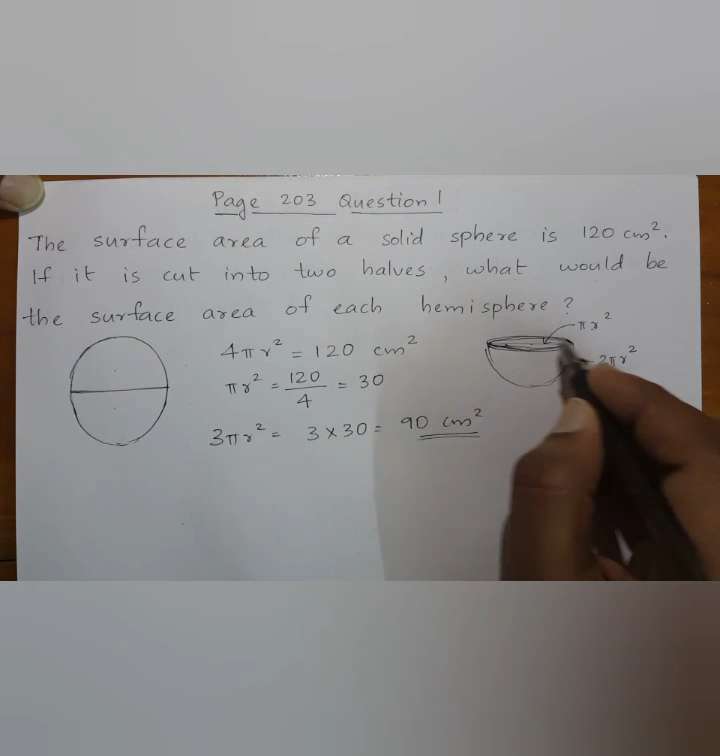 Page 203 Question 1
The surface area of a solid sphere is 120 cm².
If it is cut into two halves, what would be
the surface area of each hemisphere?
4πr² = 120 cm²
πr² = 120/4 = 30
3πr² = 3×30 = 90 cm²
πr²
2πr²